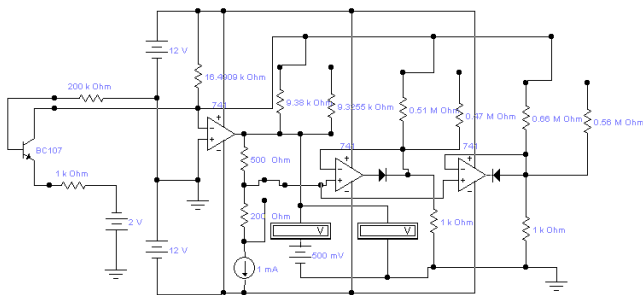 12 V
200 k Ohm
16.4909 k Ohm
BC107
1 k Ohm
2 V
12 V
741
9.38 k Ohm
9.3255 k Ohm
500 Ohm
200 Ohm
1 mA
V
500 mV
V
741
0.51 M Ohm
0.47 M Ohm
1 k Ohm
741
0.66 M Ohm
0.56 M Ohm
1 k Ohm